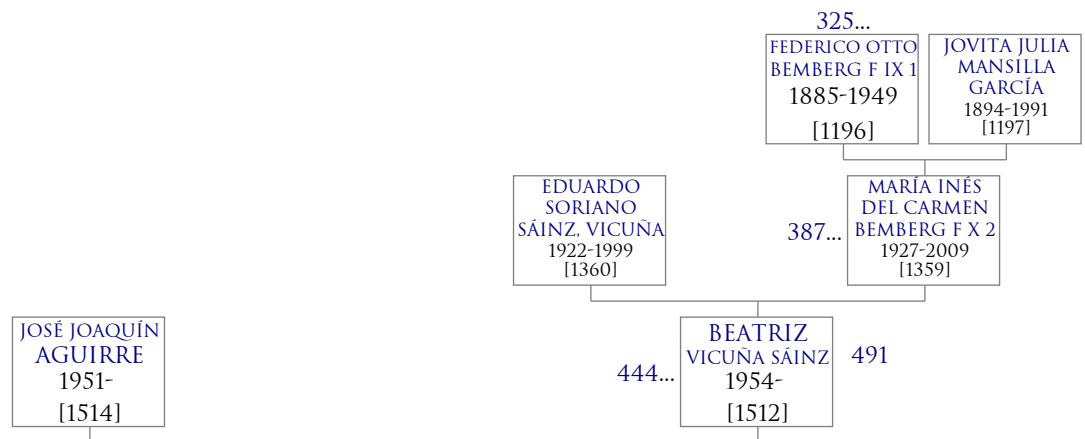 325...
FEDERICO OTTO
BEMBERG F IX 1
1885-1949
[1196]
JOVITA JULIA
MANSILLA
GARCÍA
1894-1991
[1197]
EDUARDO
SORIANO
SÁINZ, VICUÑA
1922-1999
[1360]
387...
MARÍA INÉS
DEL CARMEN
BEMBERG F X 2
1927-2009
[1359]
JOSÉ JOAQUÍN
AGUIRRE
1951-
[1514]
444...
BEATRIZ
VICUÑA SÁINZ
1954-
[1512]
491